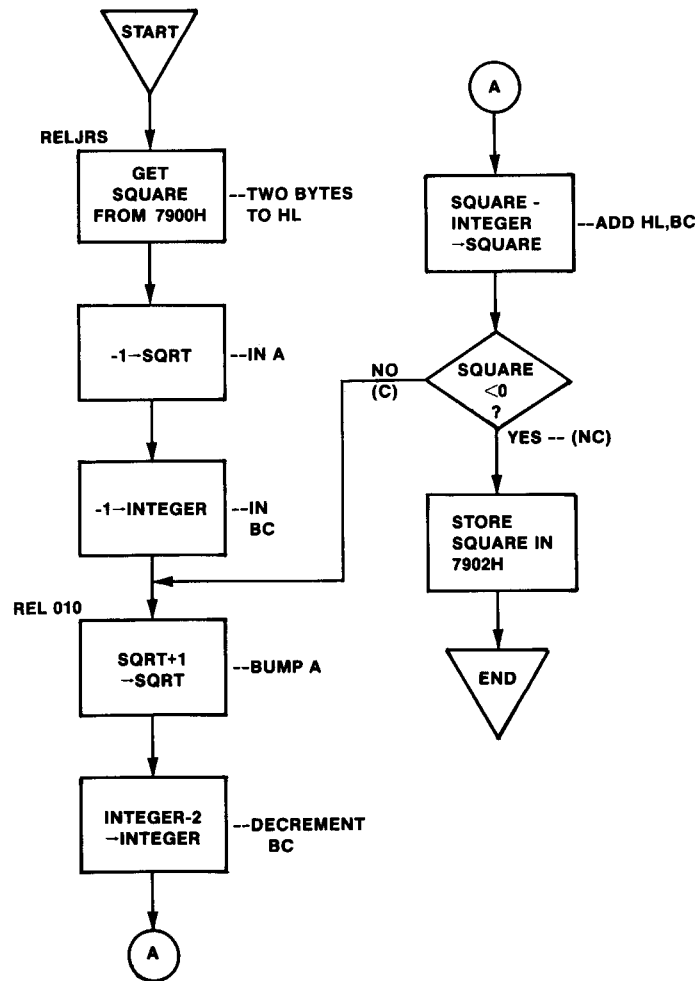 START
RELJRS
GET
SQUARE
FROM 7900H
--TWO BYTES
TO HL
-1→SQRT
--IN A
-1→INTEGER
--IN
BC
REL 010
SQRT+1
→SQRT
--BUMP A
INTEGER-2
→INTEGER
--DECREMENT
BC
A
A
SQUARE -
INTEGER
→SQUARE
--ADD HL,BC
SQUARE
<0
?
NO
(C)
YES -- (NC)
STORE
SQUARE IN
7902H
END